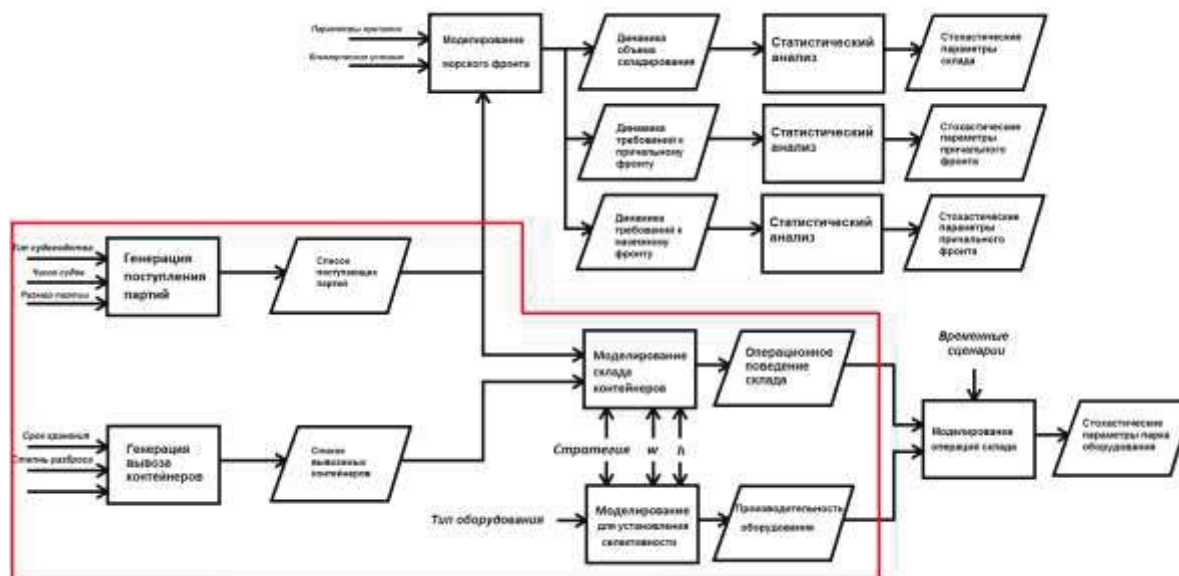 Параметры причалов
Климатические условия
Моделирование
морского фронта
Динамика
объема
складирования
Статистический
анализ
Стохастические
параметры
склада
Динамика
требований к
причальному
фронту
Статистический
анализ
Стохастические
параметры
причального
фронта
Динамика
требований к
наземному
фронту
Статистический
анализ
Стохастические
параметры
причального
фронта
Тип судоходства
Число судов
Размер партии
Генерация
поступления
партий
Список
поступающих
партий
Срок хранения
Степнь разброса
Генерация
вывоза
контейнеров
Список
вывозимых
контейнеров
Моделирование
склада
контейнеров
Операционное
поведение
склада
Стратегия w h
Тип оборудования
Моделирование
для установления
селективности
Производительность
оборудования
Временные
сценарии
Моделирование
операций склада
Стохастические
параметры парка
оборудования